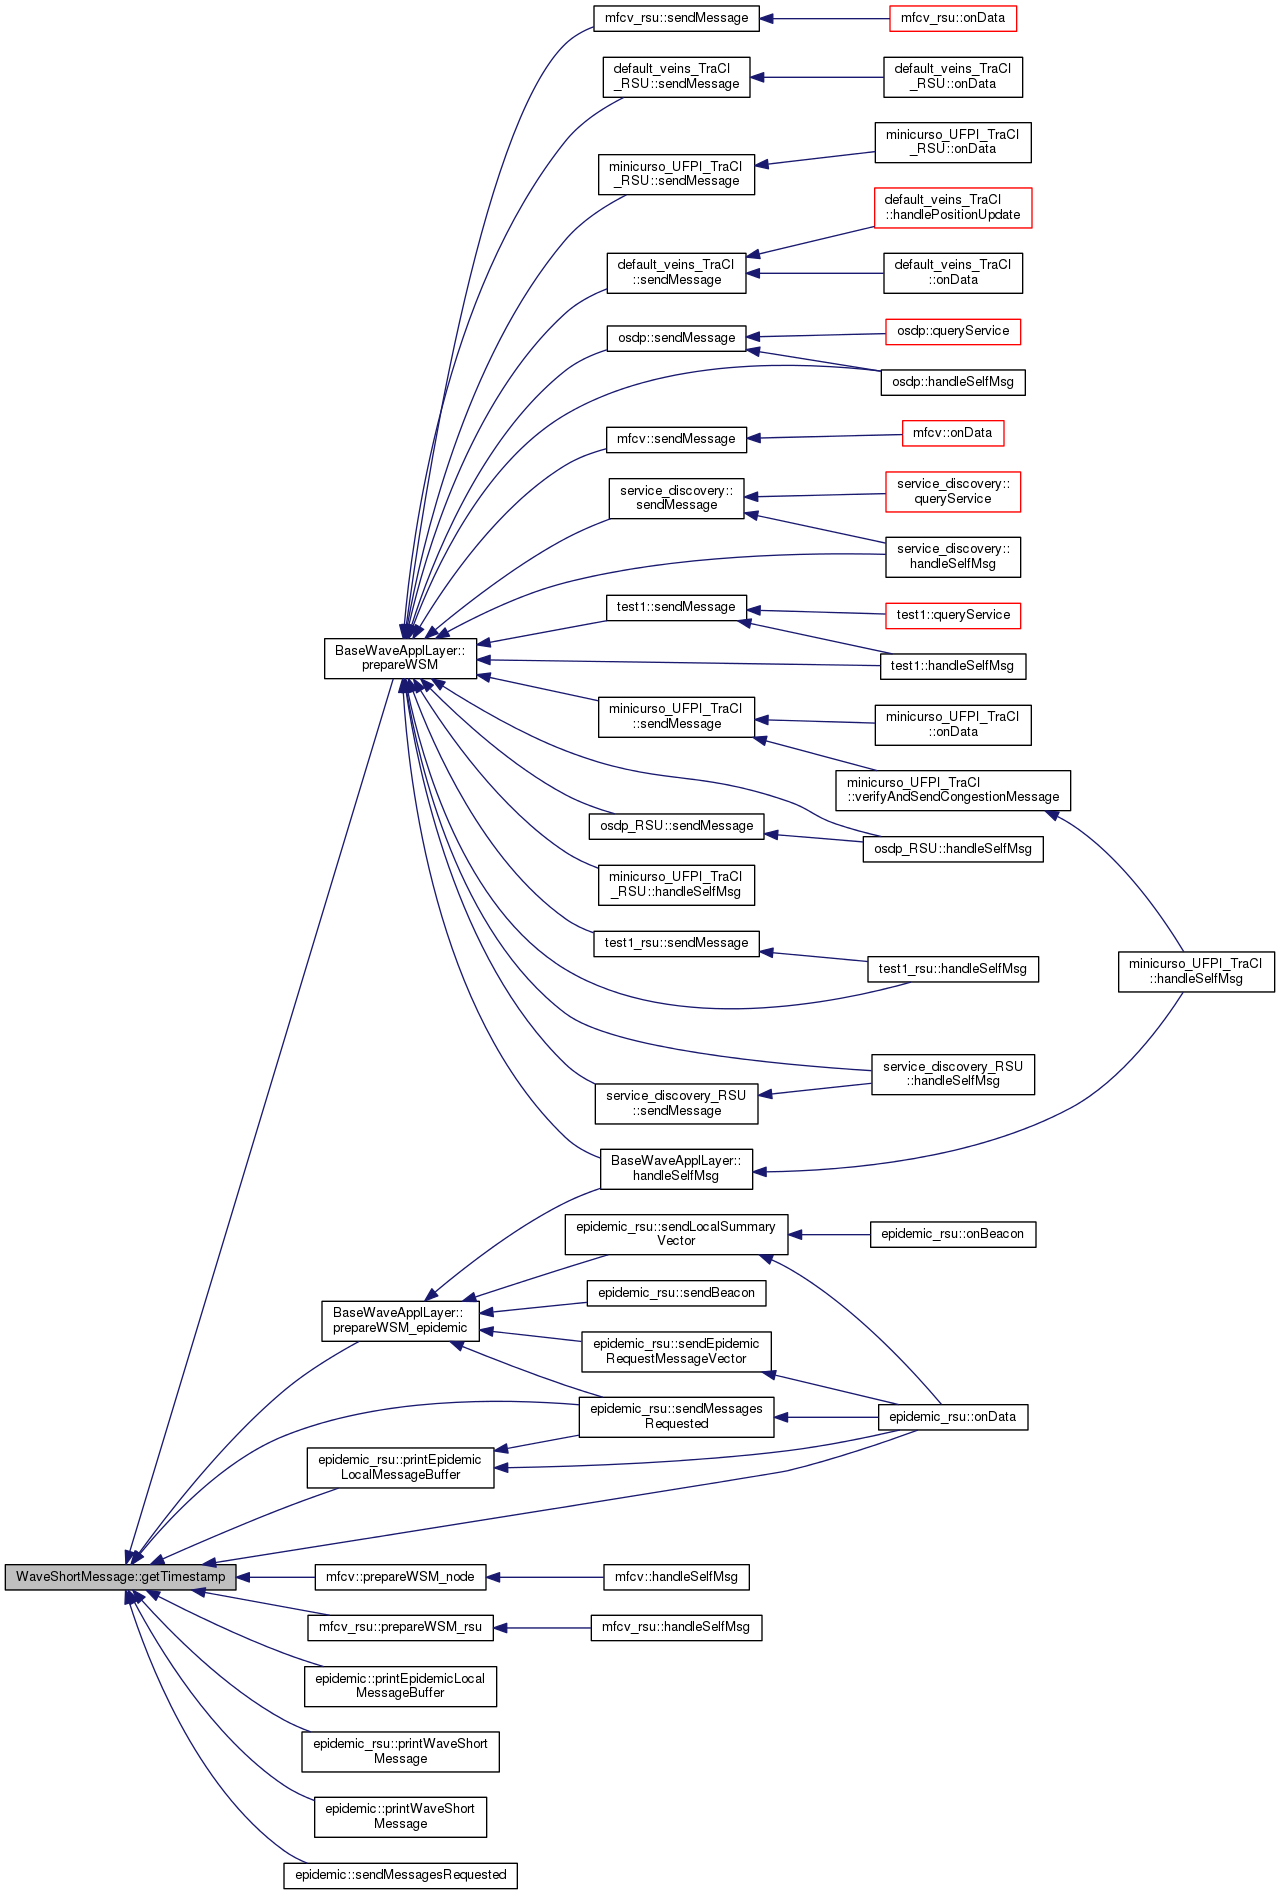 mfcv_rsu::sendMessage
mfcv_rsu::onData
default_veins_TraCI
_RSU::sendMessage
default_veins_TraCI
_RSU::onData
minicurso_UFPI_TraCI
_RSU::onData
minicurso_UFPI_TraCI
_RSU::sendMessage
default_veins_TraCI
::handlePositionUpdate
default_veins_TraCI
::sendMessage
default_veins_TraCI
::onData
osdp::sendMessage
osdp::queryService
osdp::handleSelfMsg
mfcv::sendMessage
mfcv::onData
service_discovery::
sendMessage
service_discovery::
queryService
service_discovery::
handleSelfMsg
test1::sendMessage
test1::queryService
BaseWaveApplLayer::
prepareWSM
test1::handleSelfMsg
minicurso_UFPI_TraCI
::sendMessage
minicurso_UFPI_TraCI
::onData
minicurso_UFPI_TraCI
::verifyAndSendCongestionMessage
osdp_RSU::sendMessage
osdp_RSU::handleSelfMsg
minicurso_UFPI_TraCI
_RSU::handleSelfMsg
test1_rsu::sendMessage
test1_rsu::handleSelfMsg
minicurso_UFPI_TraCI
::handleSelfMsg
service_discovery_RSU
::handleSelfMsg
service_discovery_RSU
::sendMessage
BaseWaveApplLayer::
handleSelfMsg
epidemic_rsu::sendLocalSummary
Vector
epidemic_rsu::onBeacon
epidemic_rsu::sendBeacon
BaseWaveApplLayer::
prepareWSM_epidemic
epidemic_rsu::sendEpidemic
RequestMessageVector
epidemic_rsu::sendMessages
Requested
epidemic_rsu::onData
epidemic_rsu::printEpidemic
LocalMessageBuffer
WaveShortMessage::getTimestamp
mfcv::prepareWSM_node
mfcv::handleSelfMsg
mfcv_rsu::prepareWSM_rsu
mfcv_rsu::handleSelfMsg
epidemic::printEpidemicLocal
MessageBuffer
epidemic_rsu::printWaveShort
Message
epidemic::printWaveShort
Message
epidemic::sendMessagesRequested